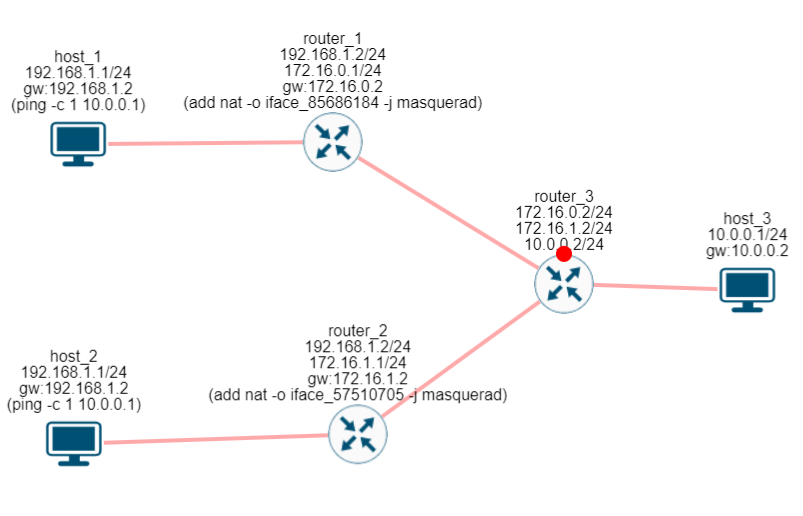 host_1
192.168.1.1/24
gw:192.168.1.2
(ping -c 1 10.0.0.1)
router_1
192.168.1.2/24
172.16.0.1/24
gw:172.16.0.2
(add nat -o iface_85686184 -j masquerad)
router_3
172.16.0.2/24
172.16.1.2/24
10.0.0.2/24
host_3
10.0.0.1/24
gw:10.0.0.2
host_2
192.168.1.1/24
gw:192.168.1.2
(ping -c 1 10.0.0.1)
router_2
192.168.1.2/24
172.16.1.1/24
gw:172.16.1.2
(add nat -o iface_57510705 -j masquerad)